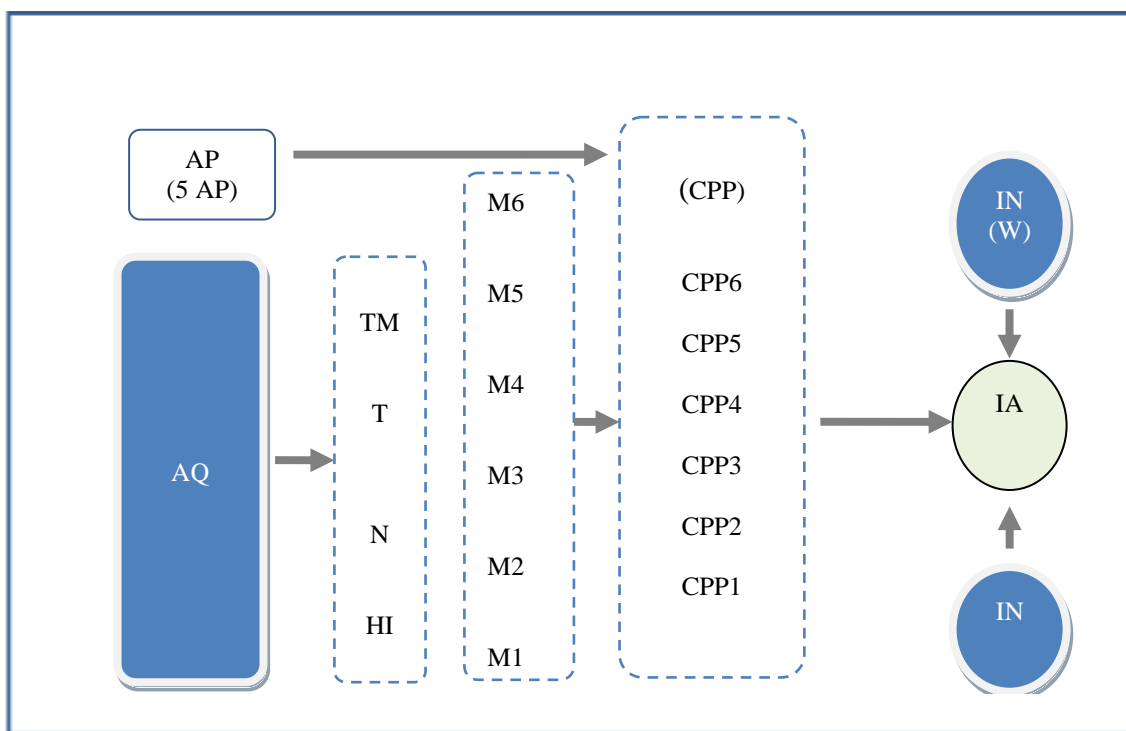 AP
(5 AP)
AQ
TM
T
N
HI
M6
M5
M4
M3
M2
M1
(CPP)
CPP6
CPP5
CPP4
CPP3
CPP2
CPP1
IN
(W)
IA
IN